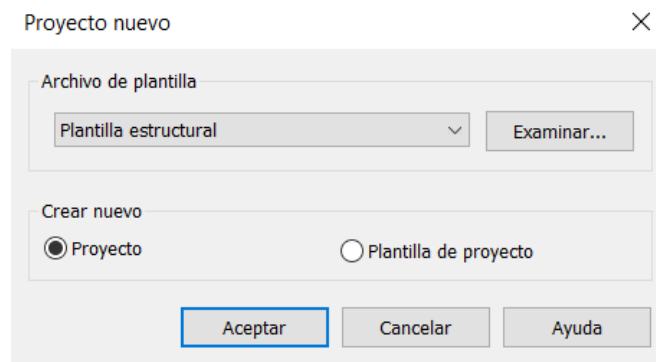 Proyecto nuevo
Archivo de plantilla
Plantilla estructural
Examinar...
Crear nuevo
Proyecto
Plantilla de proyecto
Aceptar
Cancelar
Ayuda